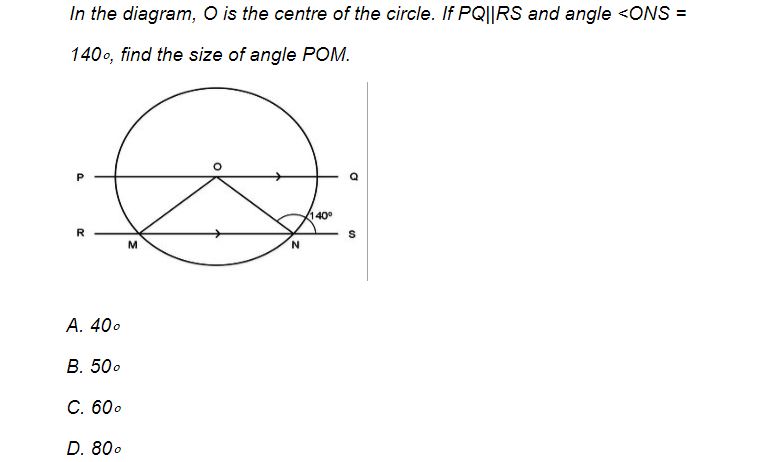 In the diagram, O is the centre of the circle. If PQ||RS and angle <ONS =
140o, find the size of angle POM.
O
P
Q
140º
R
S
M
N
A. 40o
B. 50o
C. 60o
D. 80o